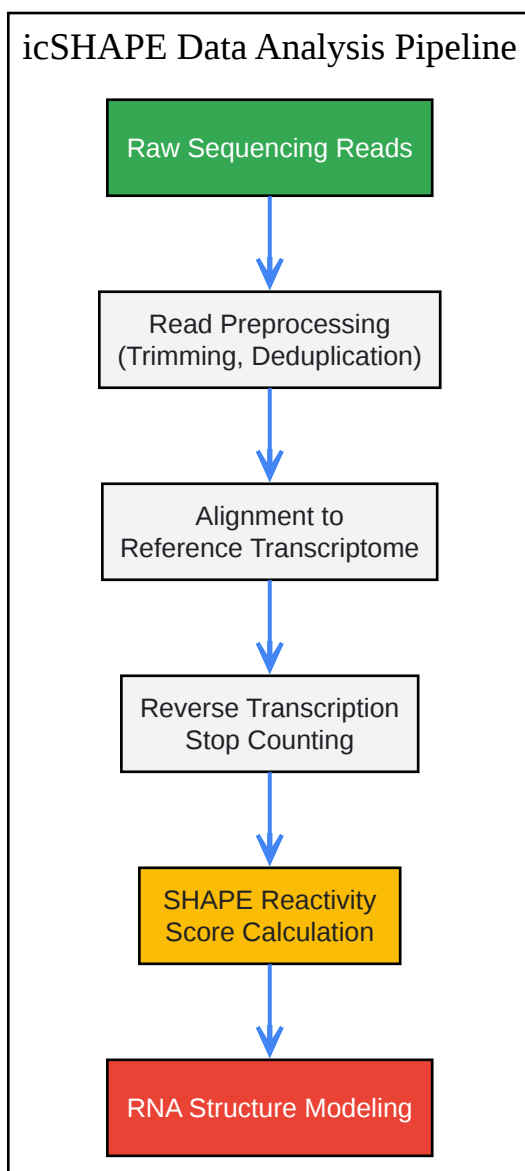 icSHAPE Data Analysis Pipeline
Raw Sequencing Reads
Read Preprocessing
(Trimming, Deduplication)
Alignment to
Reference Transcriptome
Reverse Transcription
Stop Counting
SHAPE Reactivity
Score Calculation
RNA Structure Modeling